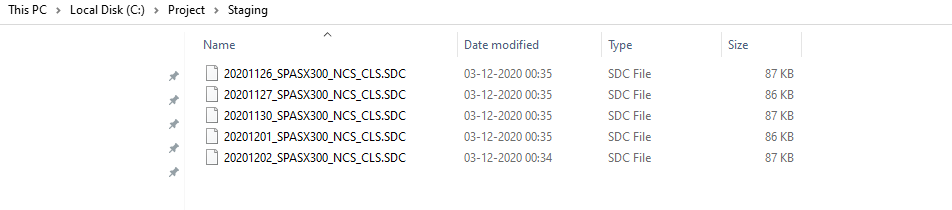 This PC > Local Disk (C:) > Project > Staging
Name Date modified Type Size
20201126_SPASX300_NCS_CLS.SDC 03-12-2020 00:35 SDC File 87 KB
20201127_SPASX300_NCS_CLS.SDC 03-12-2020 00:35 SDC File 86 KB
20201130_SPASX300_NCS_CLS.SDC 03-12-2020 00:35 SDC File 87 KB
20201201_SPASX300_NCS_CLS.SDC 03-12-2020 00:35 SDC File 86 KB
20201202_SPASX300_NCS_CLS.SDC 03-12-2020 00:34 SDC File 87 KB